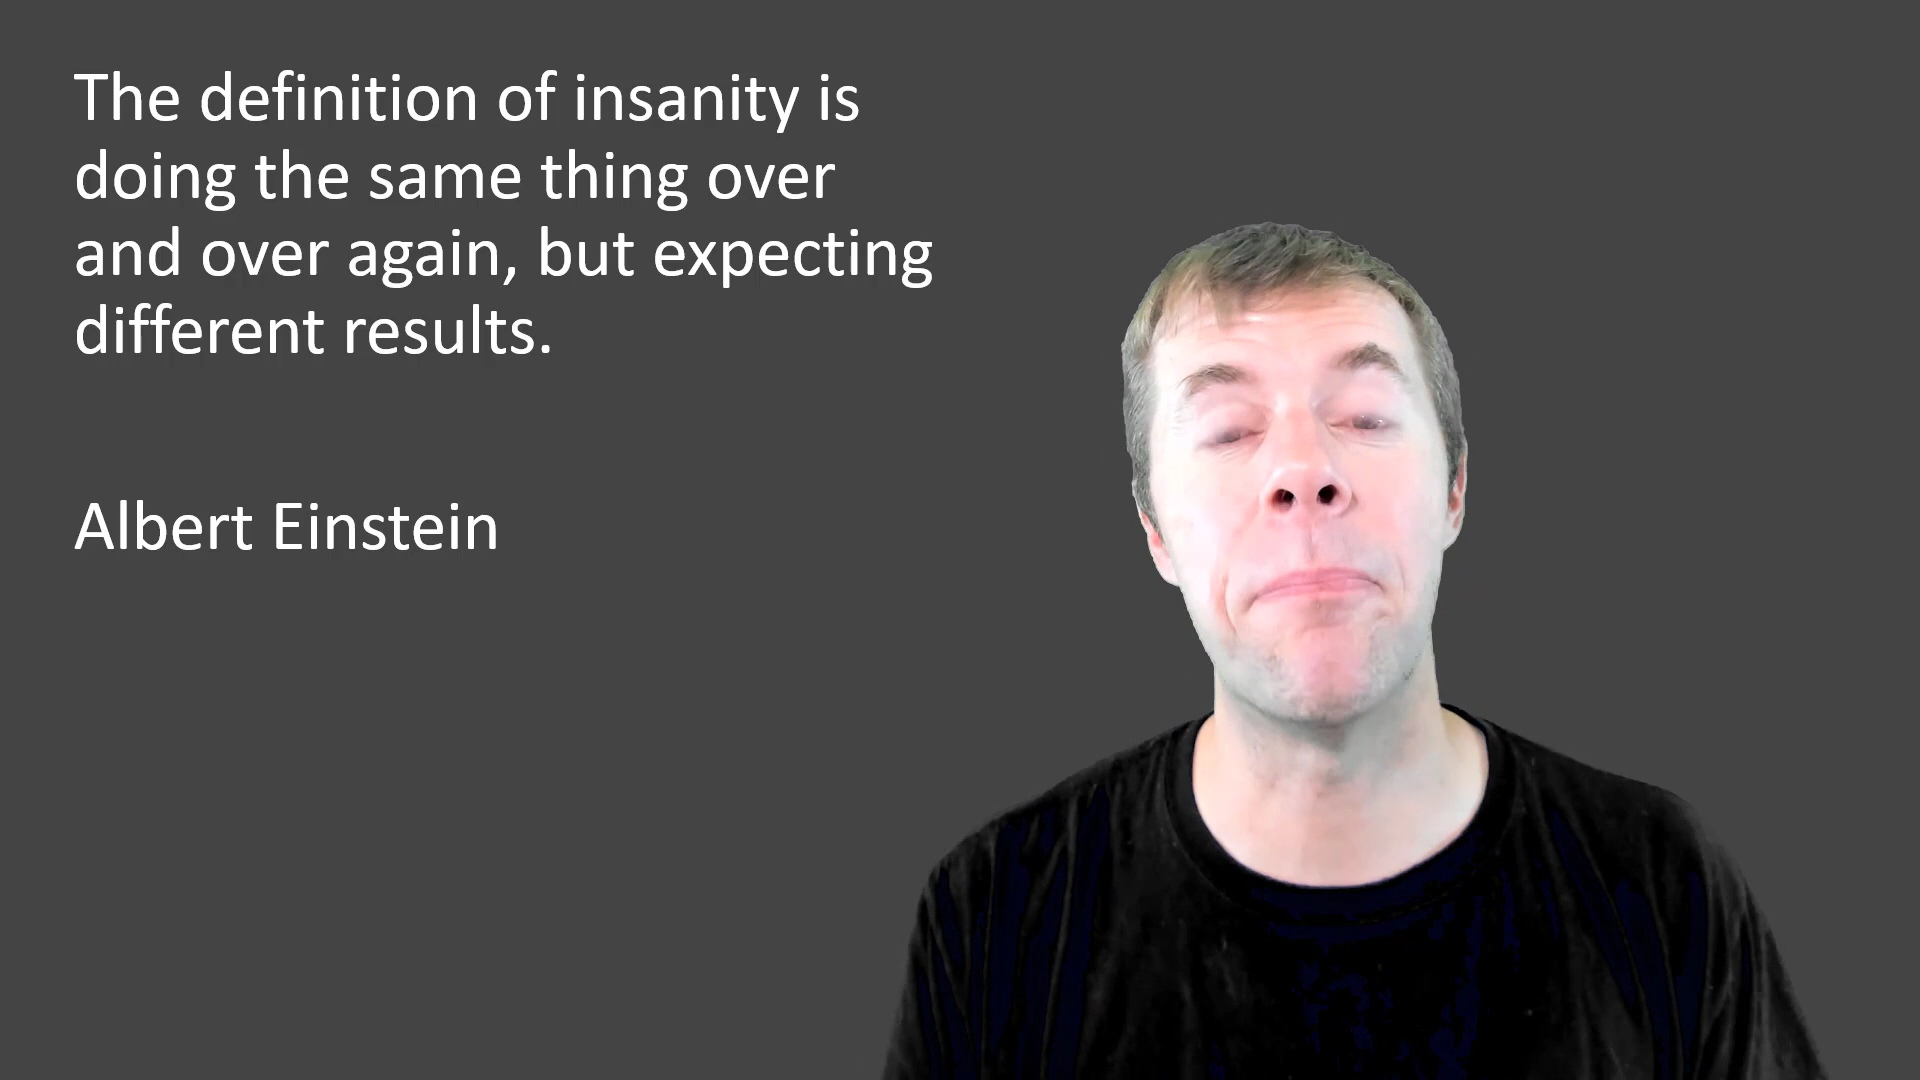 The definition of insanity is
doing the same thing over
and over again, but expecting
different results.
Albert Einstein